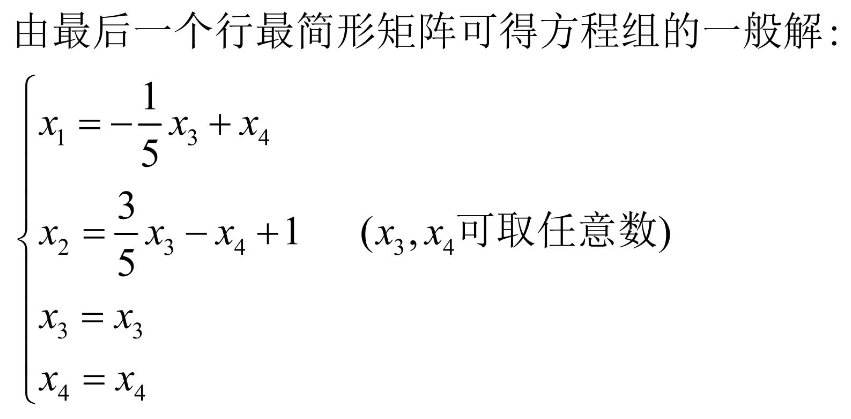 由最后一个行最简形矩阵可得方程组的一般解:
x₁ = -1/5 x₃ + x₄
x₂ = 3/5 x₃ - x₄ + 1 (x₃,x₄可取任意数)
x₃ = x₃
x₄ = x₄